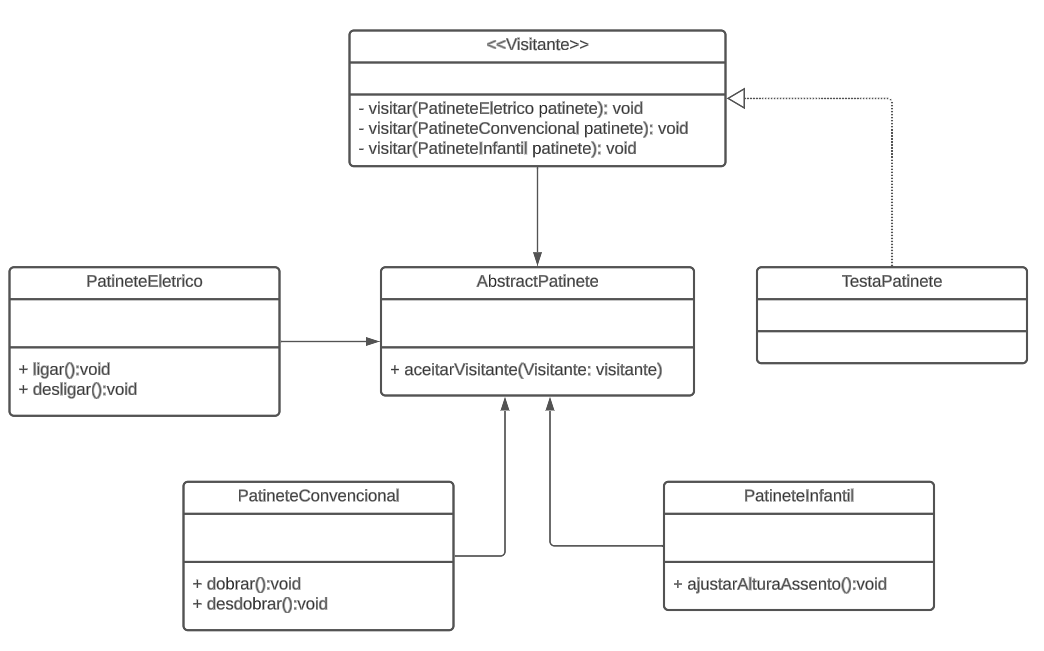 <<Visitante>>
- visitar(PatineteEletrico patinete): void
- visitar(PatineteConvencional patinete): void
- visitar(PatineteInfantil patinete): void
PatineteEletrico
+ ligar():void
+ desligar():void
AbstractPatinete
+ aceitarVisitante(Visitante: visitante)
TestaPatinete
PatineteConvencional
+ dobrar():void
+ desdobrar():void
PatineteInfantil
+ ajustarAlturaAssento():void